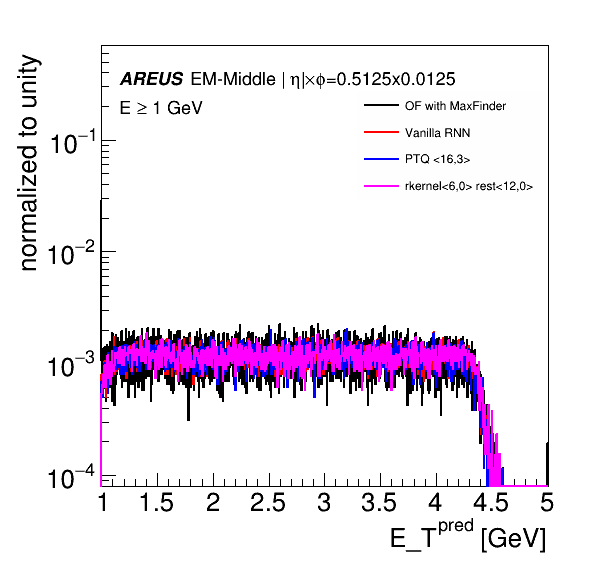 AREUS EM-Middle | η|×ϕ=0.5125x0.0125
E ≥ 1 GeV
OF with MaxFinder
Vanilla RNN
PTQ <16,3>
rkernel<6,0> rest<12,0>
normalized to unity
10⁻¹
10⁻²
10⁻³
10⁻⁴
1 1.5 2 2.5 3 3.5 4 4.5 5
E_T^pred [GeV]